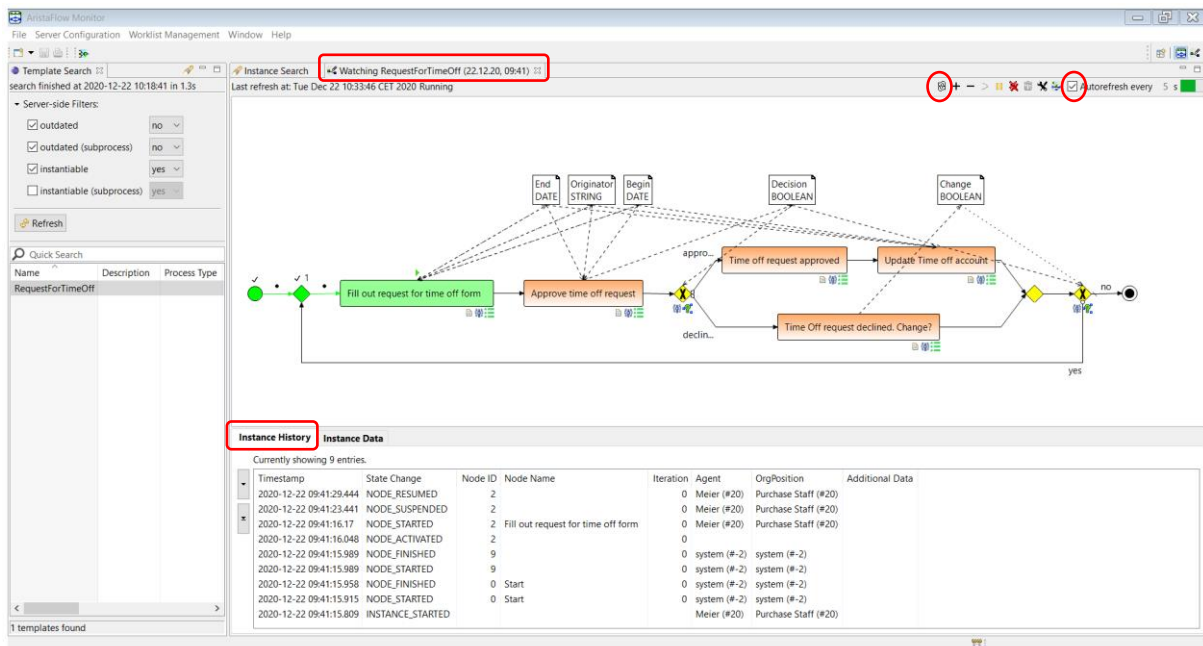 AristaFlow Monitor
File Server Configuration Worklist Management Window Help
Template Search
search finished at 2020-12-22 10:18:41 in 1.3s
Server-side Filters:
outdated no
outdated (subprocess) no
instantiable yes
instantiable (subprocess) yes
Refresh
Quick Search
Name Description Process Type
RequestForTimeOff
1 templates found
Instance Search Watching RequestForTimeOff (22.12.20, 09:41)
Last refresh at: Tue Dec 22 10:33:46 CET 2020 Running Autorefresh every 5 s
End
DATE
Originator
STRING
Begin
DATE
Decision
BOOLEAN
Change
BOOLEAN
1
Fill out request for time off form
Approve time off request
appro...
Time off request approved
Update Time off account
declin...
Time Off request declined. Change?
no
yes
Instance History Instance Data
Currently showing 9 entries.
Timestamp State Change Node ID Node Name Iteration Agent OrgPosition Additional Data
2020-12-22 09:41:29.444 NODE_RESUMED 2 0 Meier (#20) Purchase Staff (#20)
2020-12-22 09:41:23.441 NODE_SUSPENDED 2 0 Meier (#20) Purchase Staff (#20)
2020-12-22 09:41:16.17 NODE_STARTED 2 Fill out request for time off form 0 Meier (#20) Purchase Staff (#20)
2020-12-22 09:41:16.048 NODE_ACTIVATED 2 0
2020-12-22 09:41:15.989 NODE_FINISHED 9 0 system (#-2) system (#-2)
2020-12-22 09:41:15.989 NODE_STARTED 9 0 system (#-2) system (#-2)
2020-12-22 09:41:15.958 NODE_FINISHED 0 Start 0 system (#-2) system (#-2)
2020-12-22 09:41:15.915 NODE_STARTED 0 Start 0 system (#-2) system (#-2)
2020-12-22 09:41:15.809 INSTANCE_STARTED Meier (#20) Purchase Staff (#20)